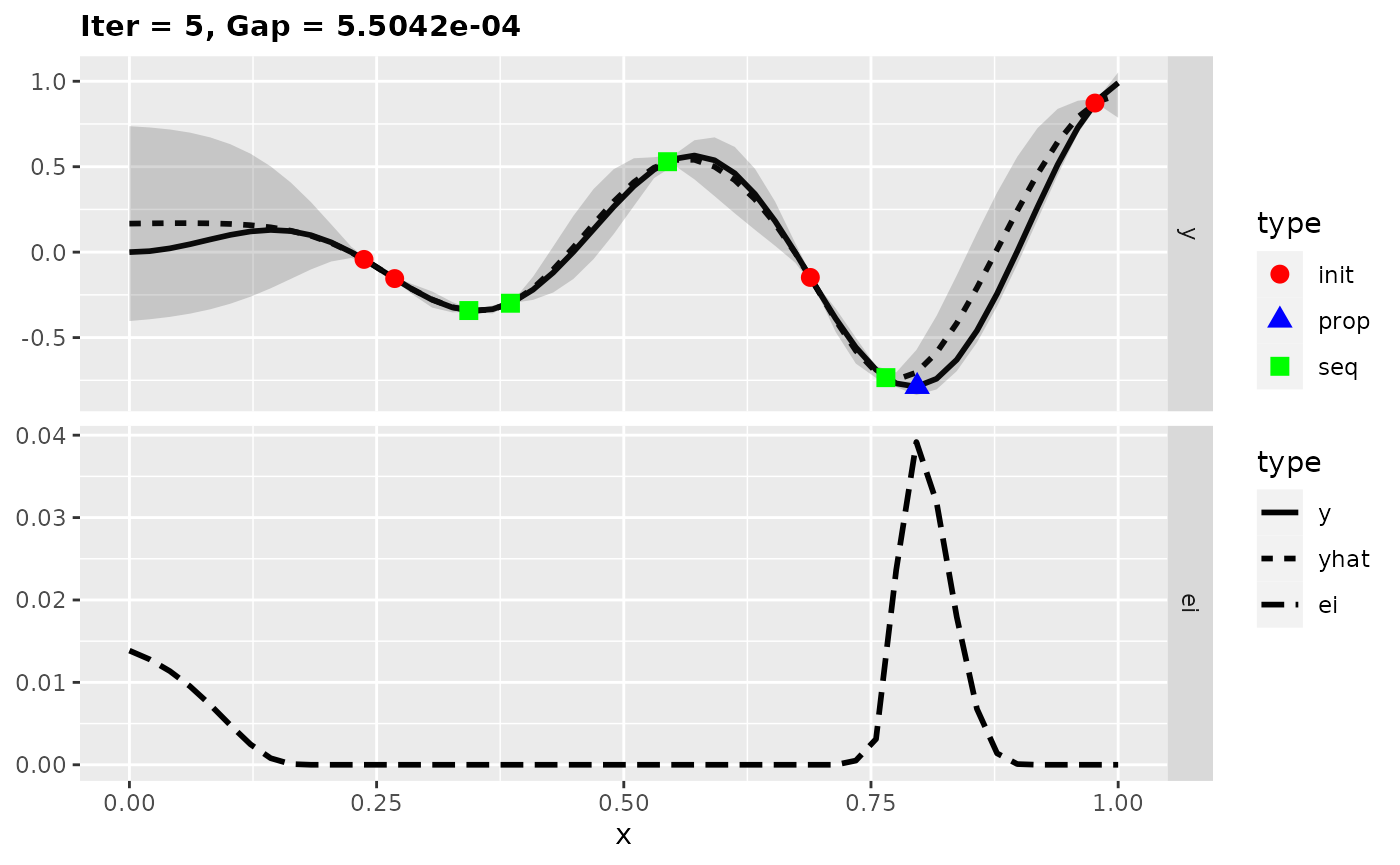 Iter = 5, Gap = 5.5042e-04
1.0
0.5
0.0
-0.5
y
0.04
0.03
0.02
0.01
0.00
ei
0.00 0.25 0.50 0.75 1.00
x
type
init
prop
seq
type
y
yhat
ei